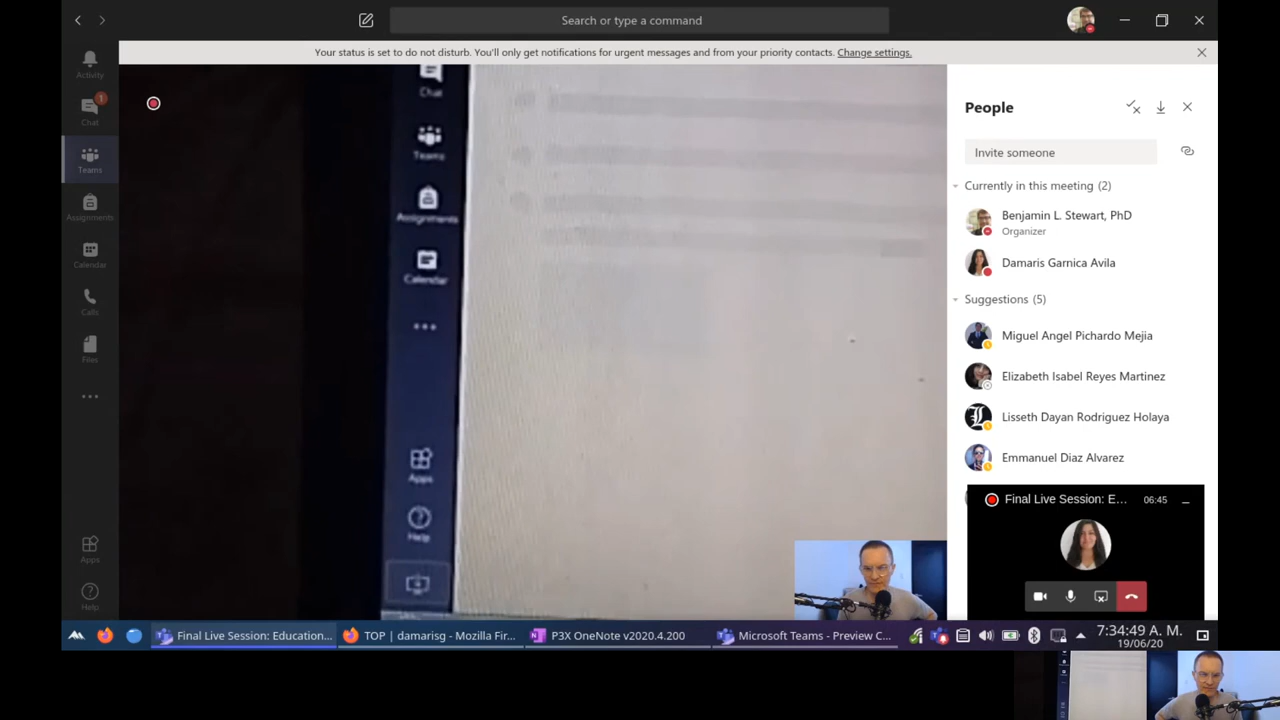 Search or type a command
Your status is set to do not disturb. You'll only get notifications for urgent messages and from your priority contacts. Change settings.
Activity
Chat
1
Teams
Assignments
Calendar
Calls
Files
Apps
Help
Chat
Teams
Assignments
Calendar
Apps
Help
People
Invite someone
Currently in this meeting (2)
Benjamin L. Stewart, PhD
Organizer
Damaris Garnica Avila
Suggestions (5)
Miguel Angel Pichardo Mejia
Elizabeth Isabel Reyes Martinez
Lisseth Dayan Rodriguez Holaya
Emmanuel Diaz Alvarez
Final Live Session: E... 06:45
Final Live Session: Education...
TOP | damarisg - Mozilla Fir...
P3X OneNote v2020.4.200
Microsoft Teams - Preview C...
7:34:49 A. M.
19/06/20